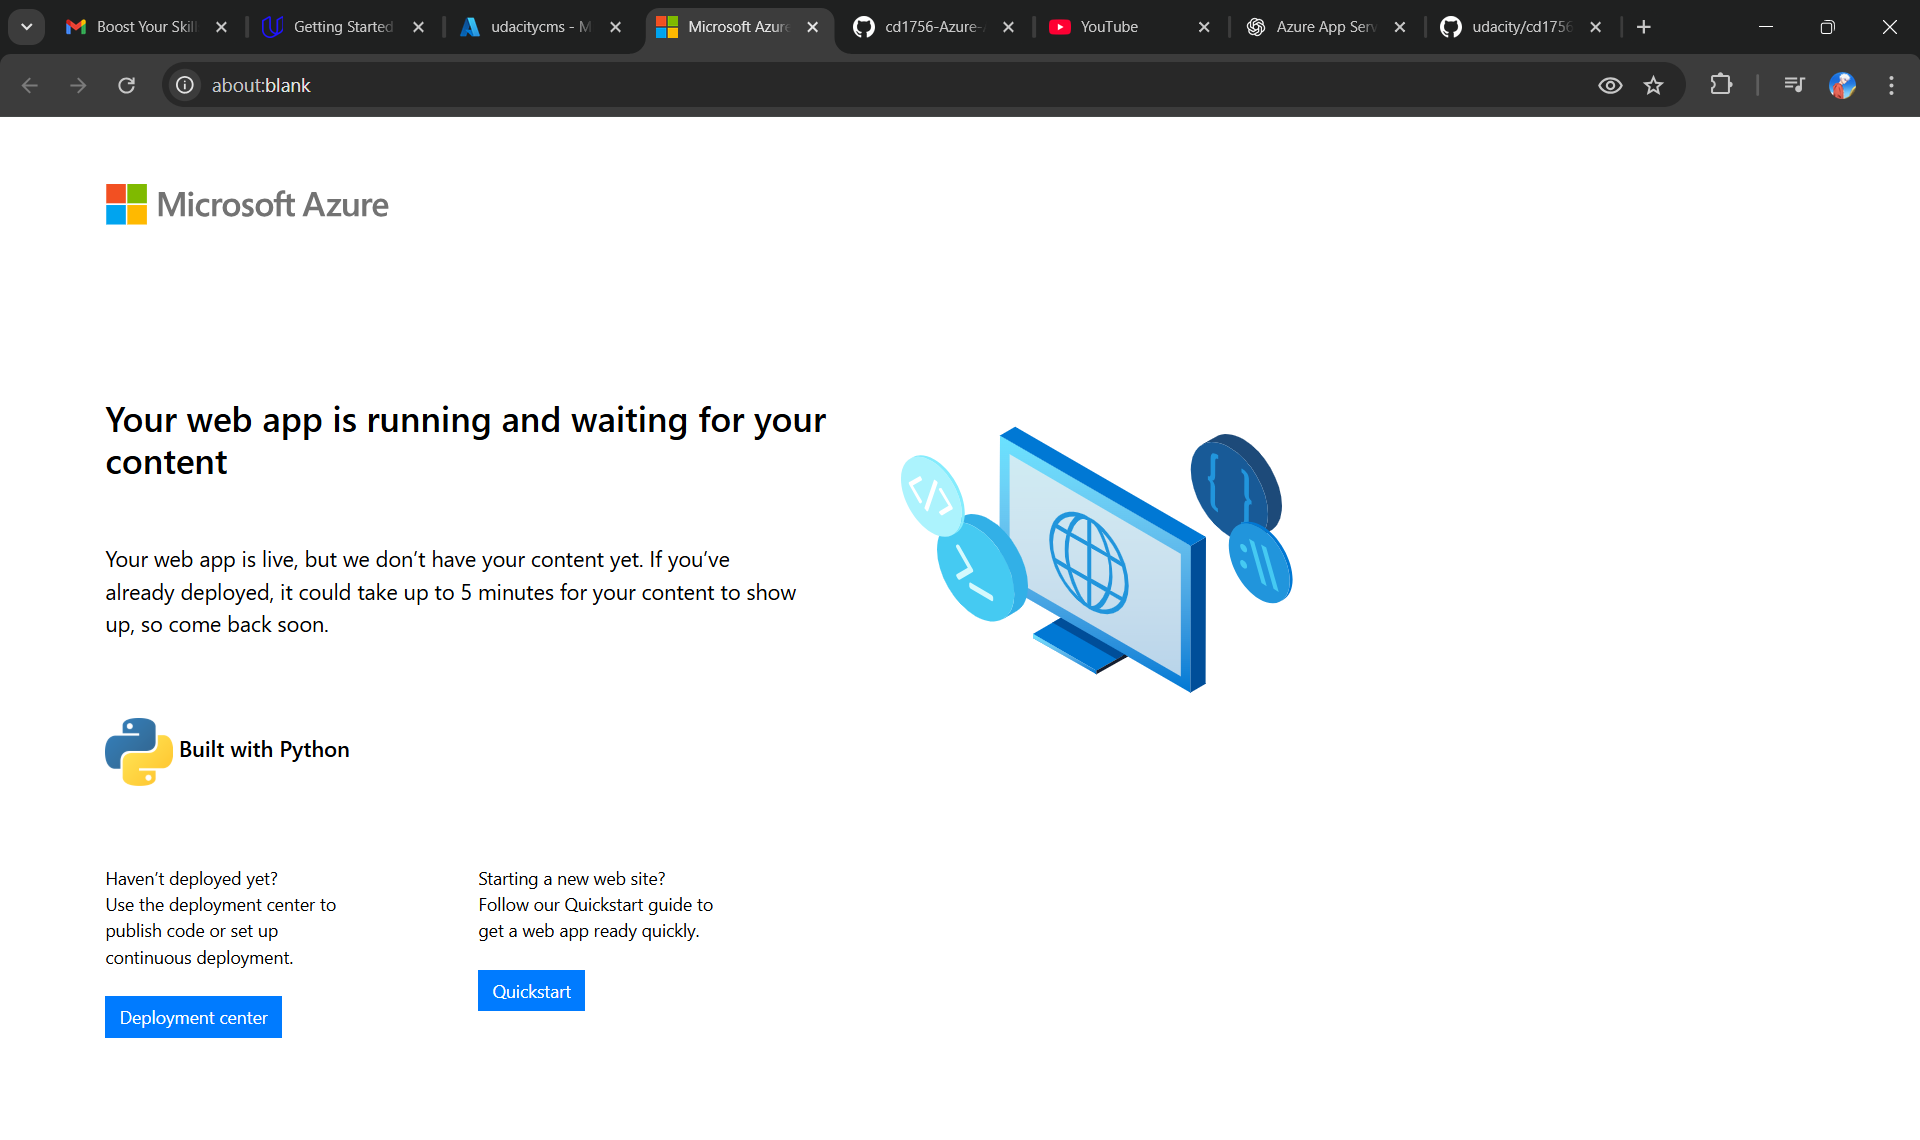 Boost Your Skil
Getting Started
udacitycms - M
Microsoft Azure
cd1756-Azure-
YouTube
Azure App Serv
udacity/cd1756
about:blank
Microsoft Azure
Your web app is running and waiting for your
content
Your web app is live, but we don’t have your content yet. If you’ve
already deployed, it could take up to 5 minutes for your content to show
up, so come back soon.
Built with Python
Haven’t deployed yet?
Use the deployment center to
publish code or set up
continuous deployment.
Deployment center
Starting a new web site?
Follow our Quickstart guide to
get a web app ready quickly.
Quickstart